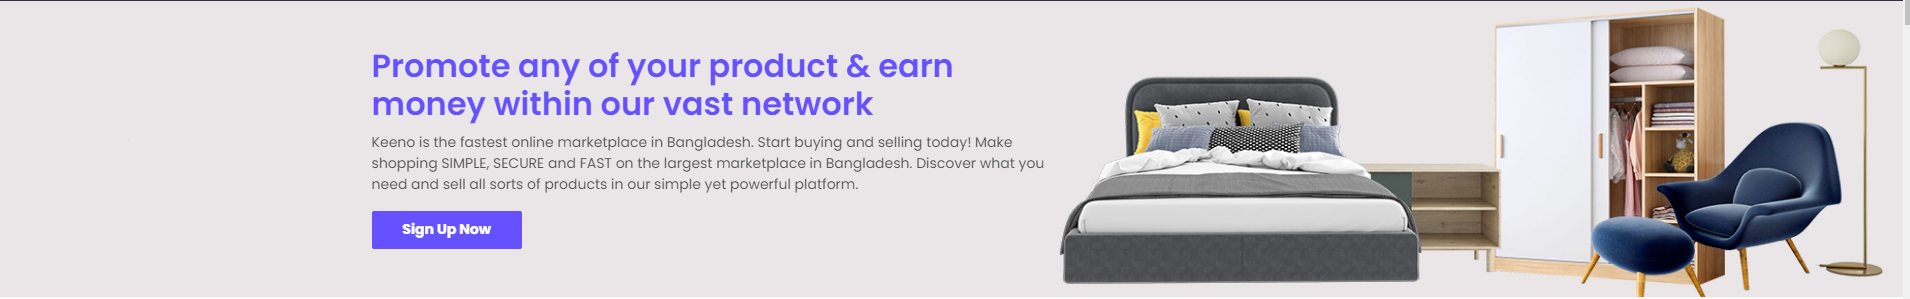 Promote any of your product & earn
money within our vast network
Keeno is the fastest online marketplace in Bangladesh. Start buying and selling today! Make
shopping SIMPLE, SECURE and FAST on the largest marketplace in Bangladesh. Discover what you
need and sell all sorts of products in our simple yet powerful platform.
Sign Up Now